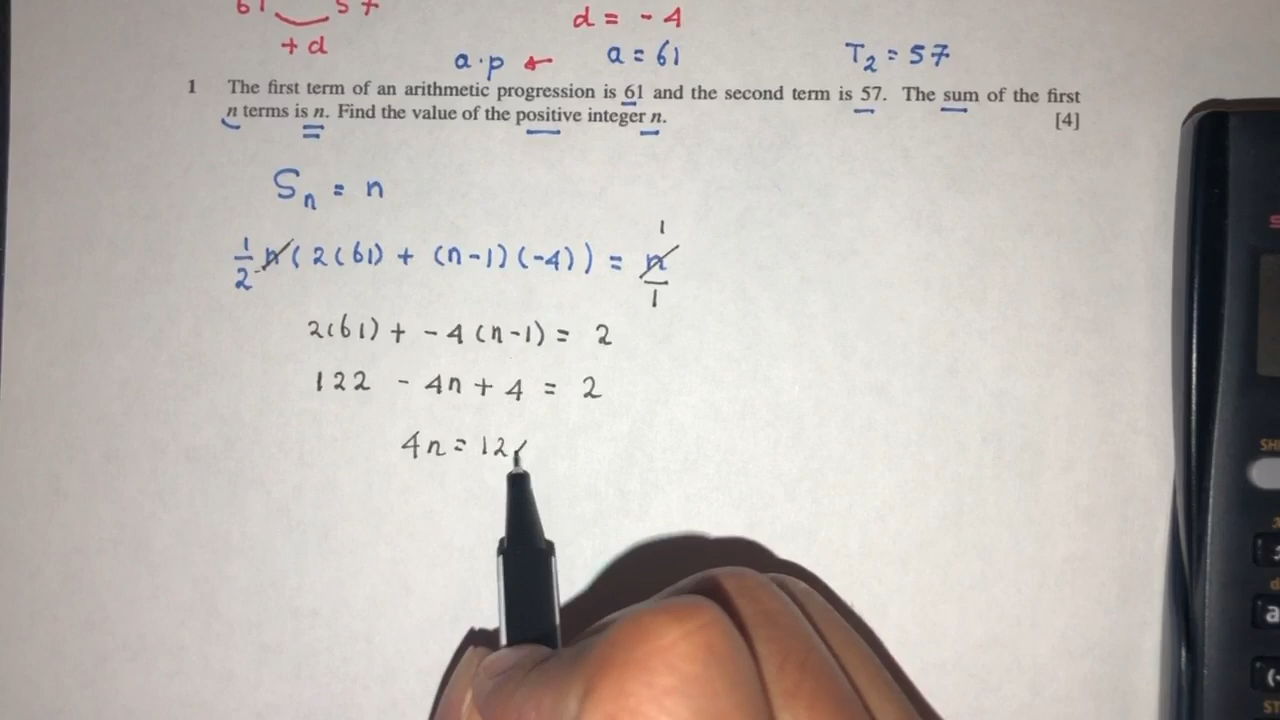 61 57
d = - 4
+ d
a.p
a = 61
T2 = 57
1 The first term of an arithmetic progression is 61 and the second term is 57. The sum of the first
n terms is n. Find the value of the positive integer n. [4]
Sn = n
1/2 n ( 2(61) + (n-1)(-4)) = n/1 1
2(61) + - 4 (n-1) = 2
122 - 4n + 4 = 2
4n = 12